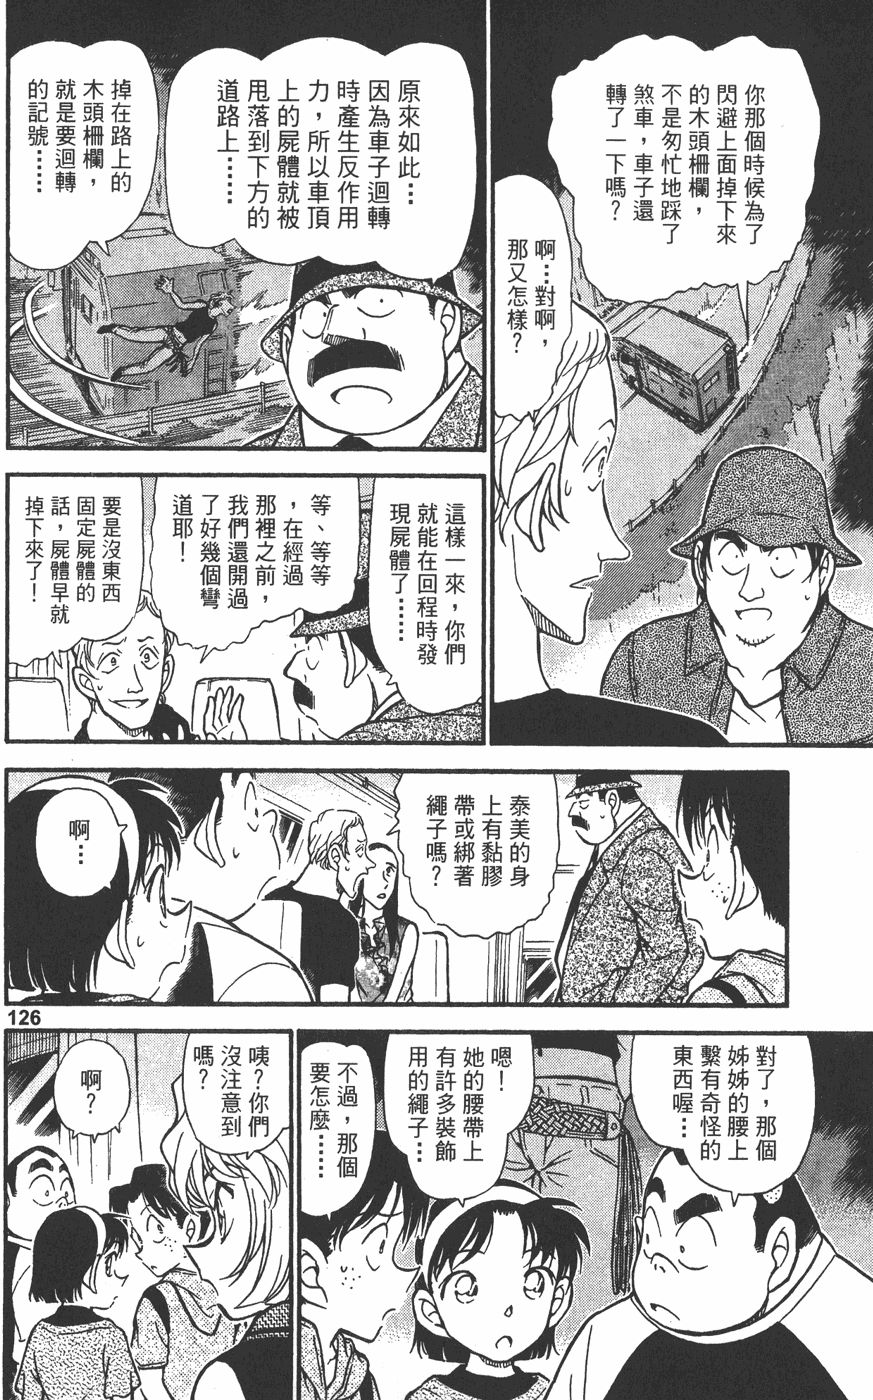 你那個時候為了
閃避上面掉下來
的木頭柵欄，
不是匆忙地踩了
煞車，車子還
轉了一下嗎？
啊…對啊，
那又怎樣？
原來如此…
因為車子迴轉
時產生反作用
力，所以車頂
上的屍體就被
甩落到下方的
道路上……
掉在路上的
木頭柵欄，
就是要迴轉
的記號……
這樣一來，你們
就能在回程時發
現屍體了……
等、等等
，在經過
那裡之前，
我們還開過
了好幾個彎
道耶！
要是沒東西
固定屍體的
話，屍體早就
掉下來了！
泰美的身
上有黏膠
帶或綁著
繩子嗎？
啊…
126
對了，那個
姊姊的腰上
繫有奇怪的
東西喔…
嗯！
她的腰帶上
有許多裝飾
用的繩子…
不過，那個
要怎麼……
咦？你們
沒注意到
嗎？
啊？